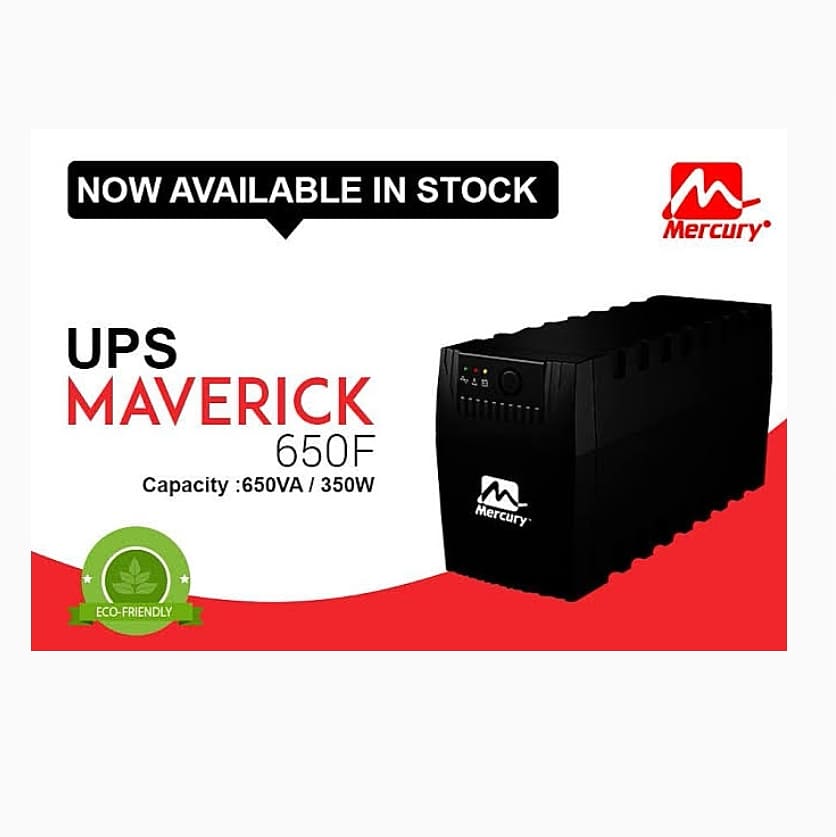 NOW AVAILABLE IN STOCK
Mercury
UPS
MAVERICK
650F
Capacity :650VA / 350W
Mercury
ECO-FRIENDLY